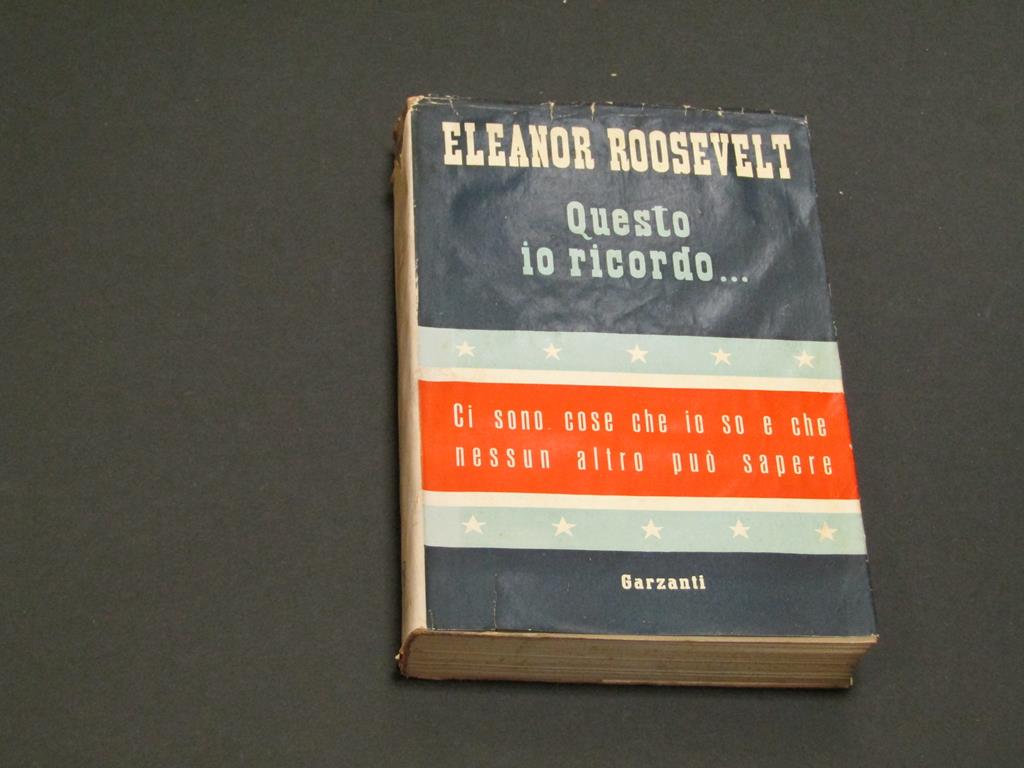 ELEANOR ROOSEVELT
Questo
io ricordo...
Ci sono cose che io so e che
nessun altro può sapere
Garzanti